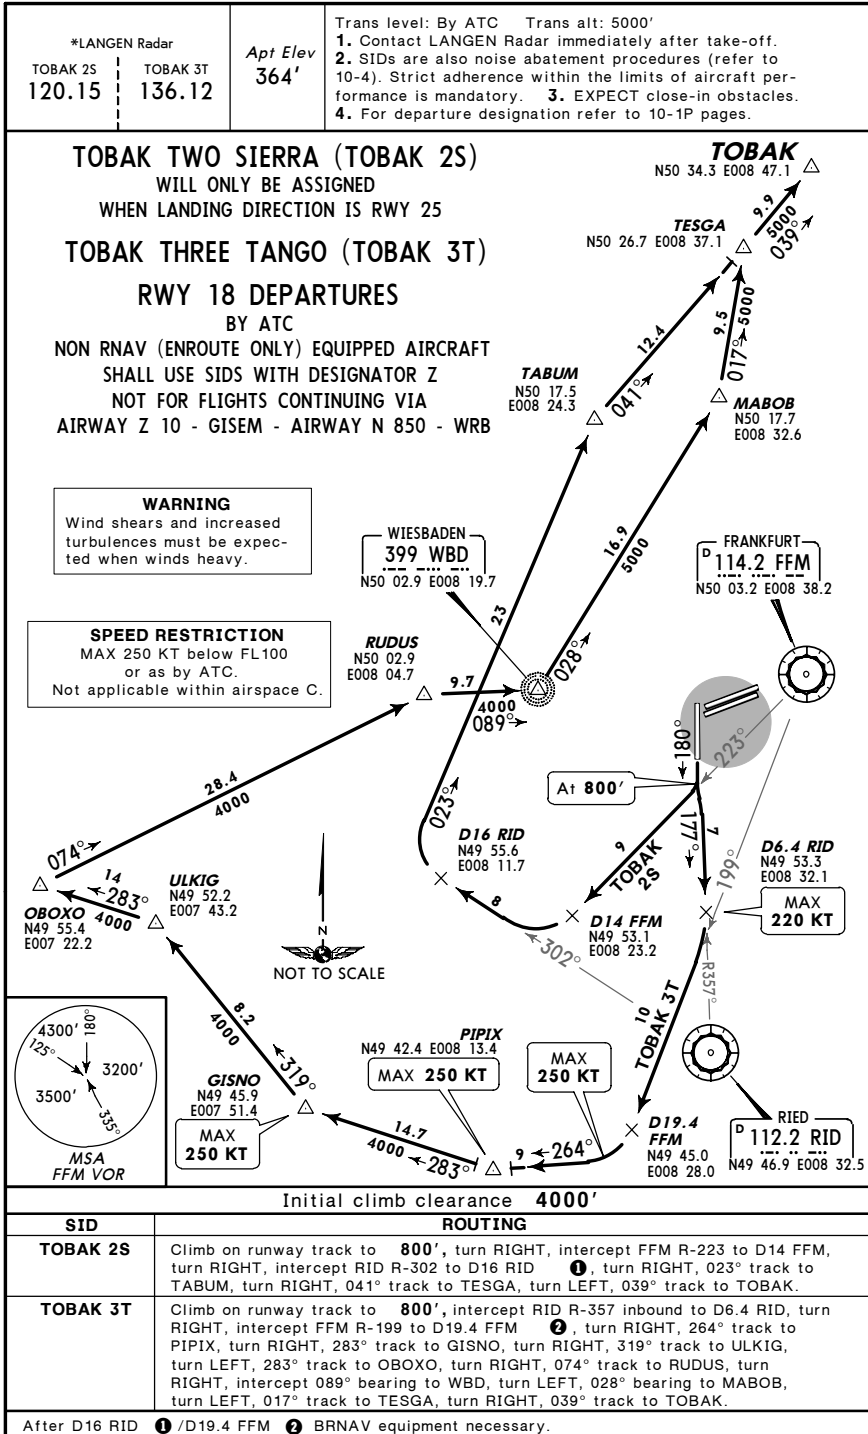 *LANGEN Radar
TOBAK 2S
120.15
TOBAK 3T
136.12
Apt Elev
364'
Trans level: By ATC Trans alt: 5000'
1. Contact LANGEN Radar immediately after take-off.
2. SIDs are also noise abatement procedures (refer to
10-4). Strict adherence within the limits of aircraft per-
formance is mandatory. 3. EXPECT close-in obstacles.
4. For departure designation refer to 10-1P pages.
TOBAK TWO SIERRA (TOBAK 2S)
WILL ONLY BE ASSIGNED
WHEN LANDING DIRECTION IS RWY 25
TOBAK THREE TANGO (TOBAK 3T)
RWY 18 DEPARTURES
BY ATC
NON RNAV (ENROUTE ONLY) EQUIPPED AIRCRAFT
SHALL USE SIDS WITH DESIGNATOR Z
NOT FOR FLIGHTS CONTINUING VIA
AIRWAY Z 10 - GISEM - AIRWAY N 850 - WRB
TOBAK
N50 34.3 E008 47.1
9.9
5000
039°
TESGA
N50 26.7 E008 37.1
12.4
041°
9.5
5000
017°
TABUM
N50 17.5
E008 24.3
MABOB
N50 17.7
E008 32.6
WARNING
Wind shears and increased
turbulences must be expec-
ted when winds heavy.
WIESBADEN
399 WBD
N50 02.9 E008 19.7
16.9
5000
028°
FRANKFURT
D 114.2 FFM
N50 03.2 E008 38.2
SPEED RESTRICTION
MAX 250 KT below FL100
or as by ATC.
Not applicable within airspace C.
23
RUDUS
N50 02.9
E008 04.7
9.7
4000
089°
180°
223°
At 800'
28.4
4000
074°
023°
D16 RID
N49 55.6
E008 11.7
9
TOBAK
2S
177°
7
199°
D6.4 RID
N49 53.3
E008 32.1
MAX
220 KT
14
283°
4000
ULKIG
N49 52.2
E007 43.2
OBOXO
N49 55.4
E007 22.2
8
D14 FFM
N49 53.1
E008 23.2
302°
N
NOT TO SCALE
R357°
10
TOBAK 3T
8.2
4000
319°
4300'
180°
125°
3200'
3500'
335°
MSA
FFM VOR
GISNO
N49 45.9
E007 51.4
MAX
250 KT
PIPIX
N49 42.4 E008 13.4
MAX 250 KT
MAX
250 KT
14.7
4000
283°
9
264°
D19.4
FFM
N49 45.0
E008 28.0
RIED
D 112.2 RID
N49 46.9 E008 32.5
Initial climb clearance 4000'
SID ROUTING
TOBAK 2S
Climb on runway track to 800', turn RIGHT, intercept FFM R-223 to D14 FFM,
turn RIGHT, intercept RID R-302 to D16 RID ❶, turn RIGHT, 023° track to
TABUM, turn RIGHT, 041° track to TESGA, turn LEFT, 039° track to TOBAK.
TOBAK 3T
Climb on runway track to 800', intercept RID R-357 inbound to D6.4 RID, turn
RIGHT, intercept FFM R-199 to D19.4 FFM ❷, turn RIGHT, 264° track to
PIPIX, turn RIGHT, 283° track to GISNO, turn RIGHT, 319° track to ULKIG,
turn LEFT, 283° track to OBOXO, turn RIGHT, 074° track to RUDUS, turn
RIGHT, intercept 089° bearing to WBD, turn LEFT, 028° bearing to MABOB,
turn LEFT, 017° track to TESGA, turn RIGHT, 039° track to TOBAK.
After D16 RID ❶ /D19.4 FFM ❷ BRNAV equipment necessary.